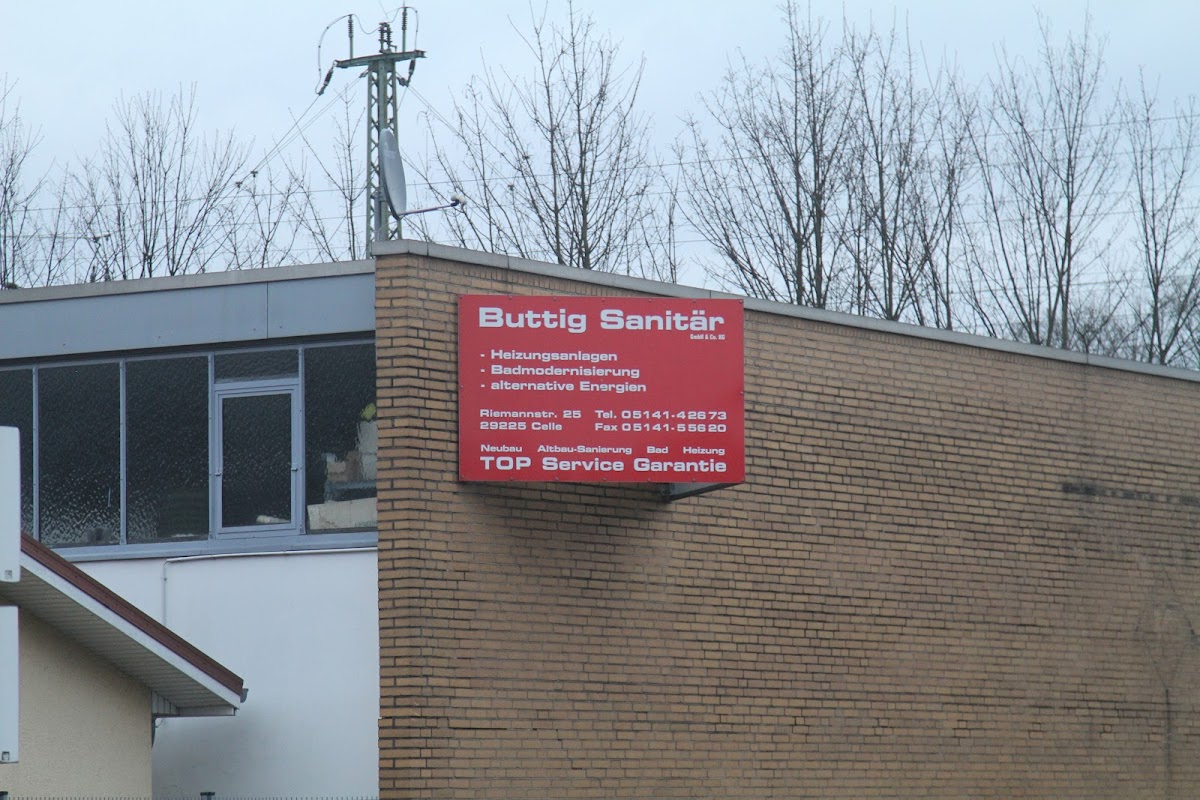 Buttig Sanitär
GmbH & Co. KG
- Heizungsanlagen
- Badmodernisierung
- alternative Energien
Riemannstr. 25 Tel. 05141-42673
29225 Celle Fax 05141-55620
Neubau Altbau-Sanierung Bad Heizung
TOP Service Garantie